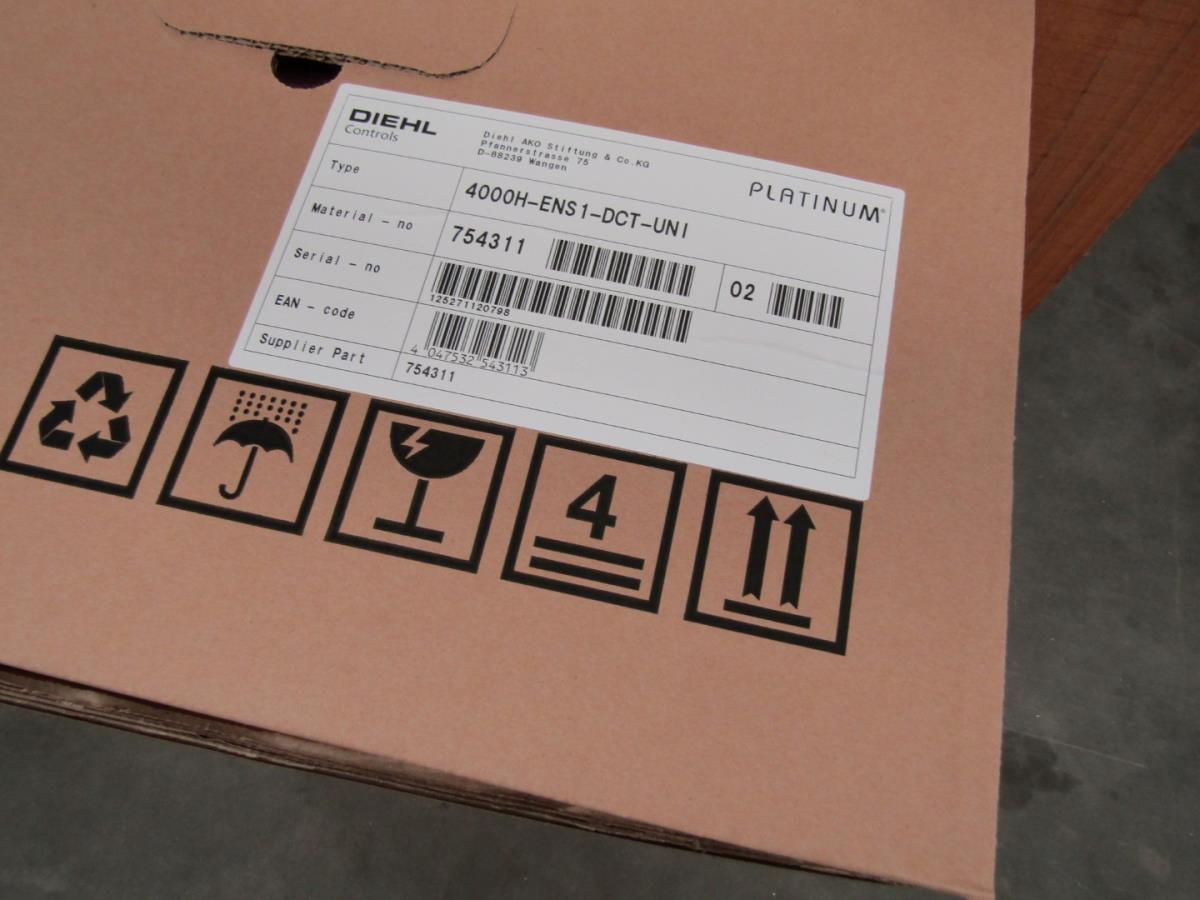 DIEHL
Controls
Diehl AKO Stiftung & Co.KG
Pfannerstrasse 75
D-88239 Wangen
PLATINUM®
Type
4000H-ENS1-DCT-UNI
Material - no
754311
02
Serial - no
125271120798
EAN - code
4 047532 543113
Supplier Part
754311
4